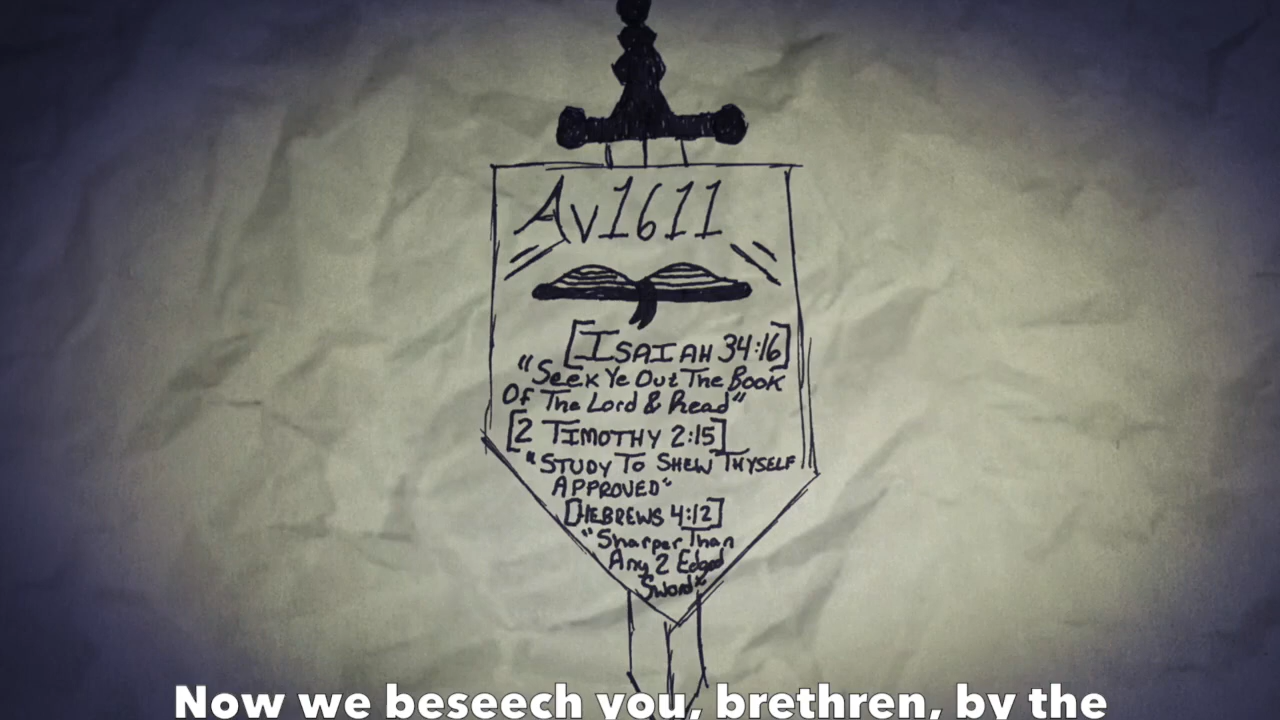 Av1611
[ISAIAH 34:16]
"Seek Ye Out The Book
Of The Lord & Read"
[2 TIMOTHY 2:15]
"STUDY TO SHEW THYSELF
APPROVED"
[HEBREWS 4:12]
"Sharper Than
Any 2 Edged
Sword"
Now we beseech you, brethren, by the